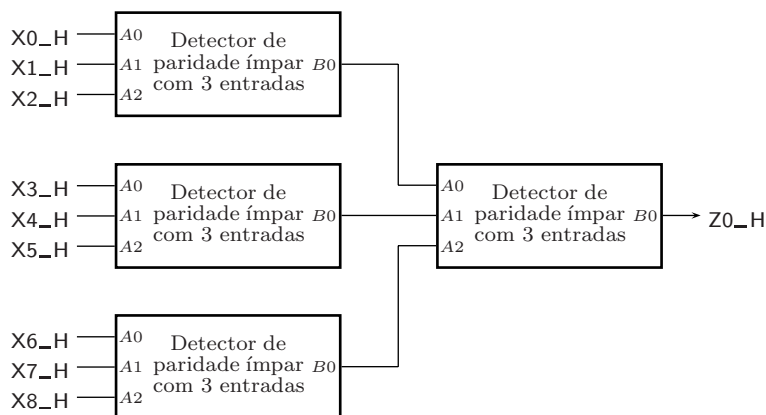 X0_H
X1_H
X2_H
A0
A1
A2
Detector de
paridade ímpar
com 3 entradas
B0
X3_H
X4_H
X5_H
A0
A1
A2
Detector de
paridade ímpar
com 3 entradas
B0
A0
A1
A2
Detector de
paridade ímpar
com 3 entradas
B0
Z0_H
X6_H
X7_H
X8_H
A0
A1
A2
Detector de
paridade ímpar
com 3 entradas
B0